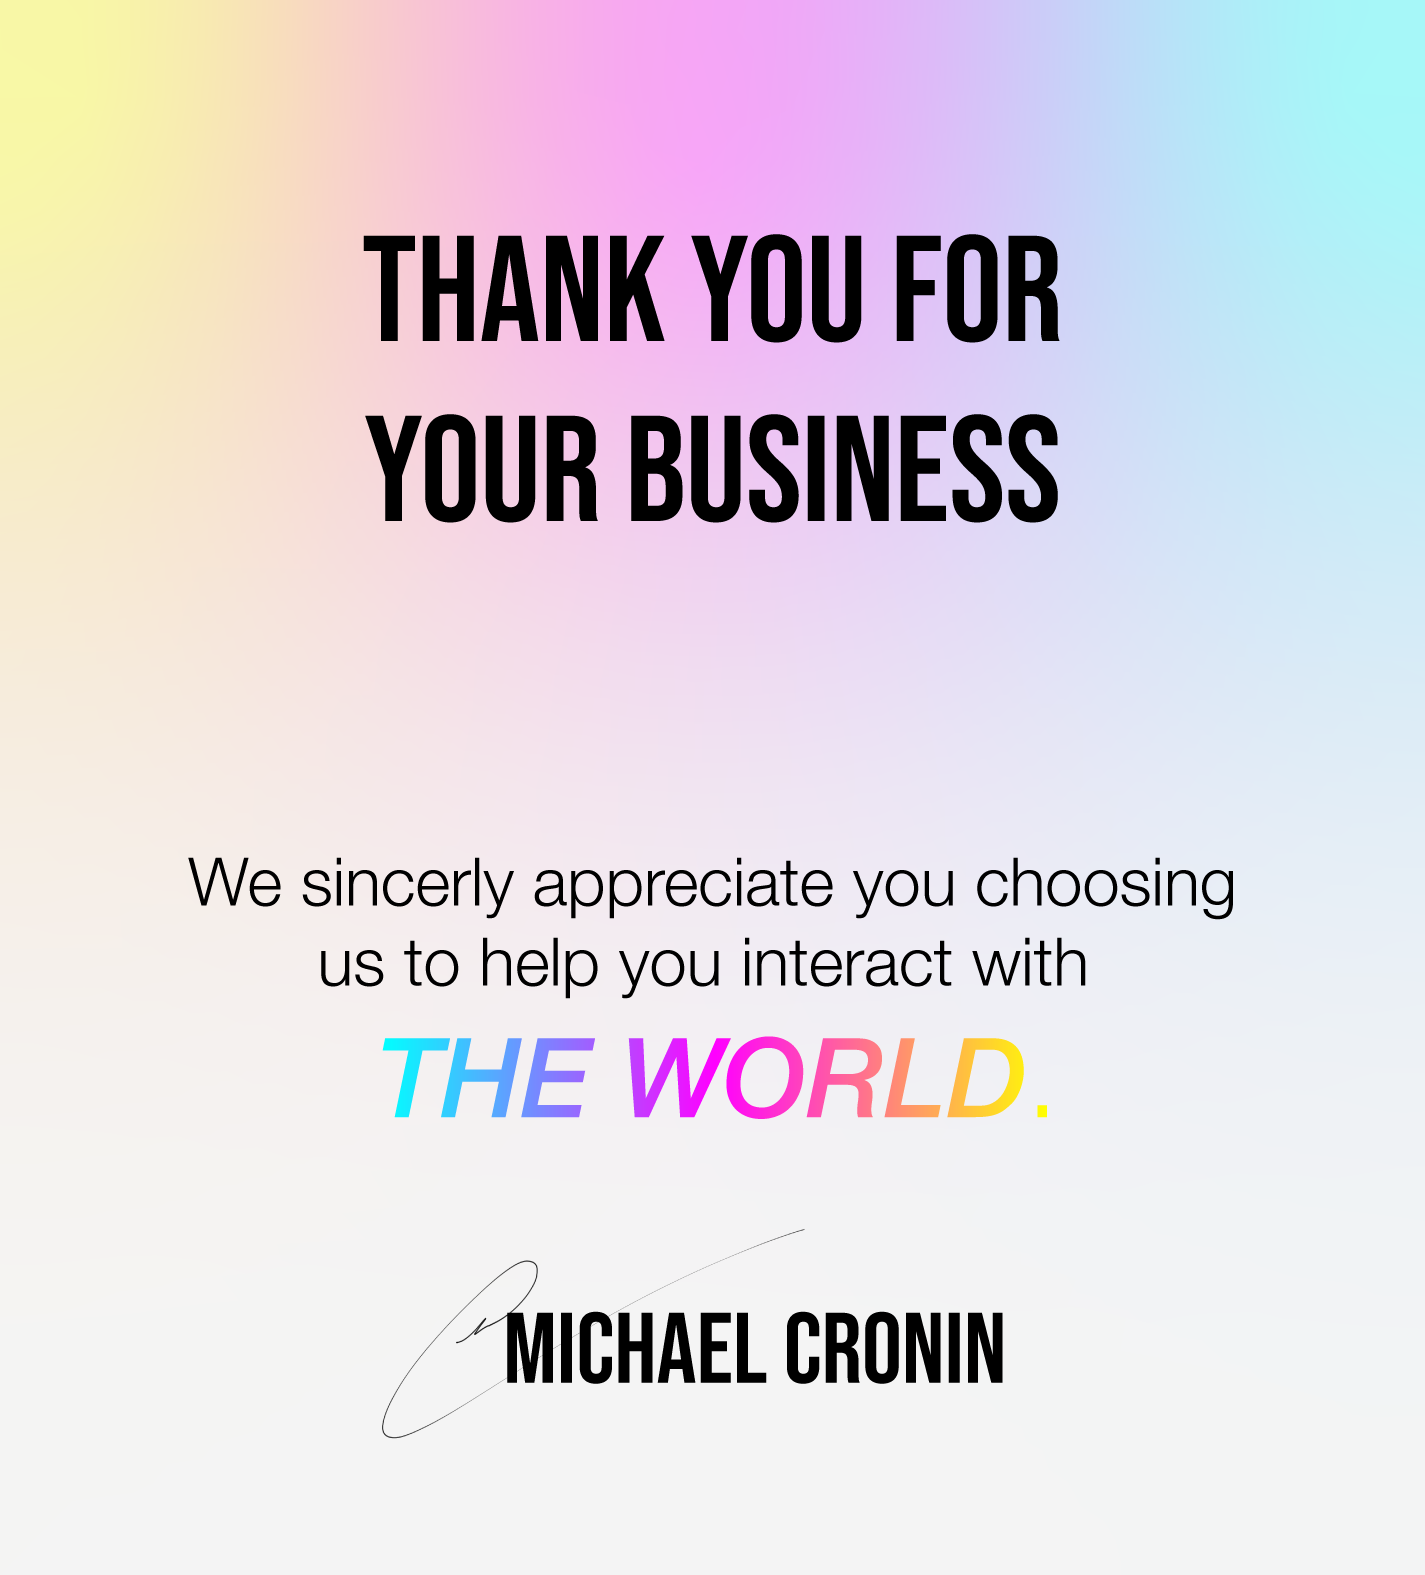 THANK YOU FOR
YOUR BUSINESS
We sincerly appreciate you choosing
us to help you interact with
THE WORLD.
MICHAEL CRONIN